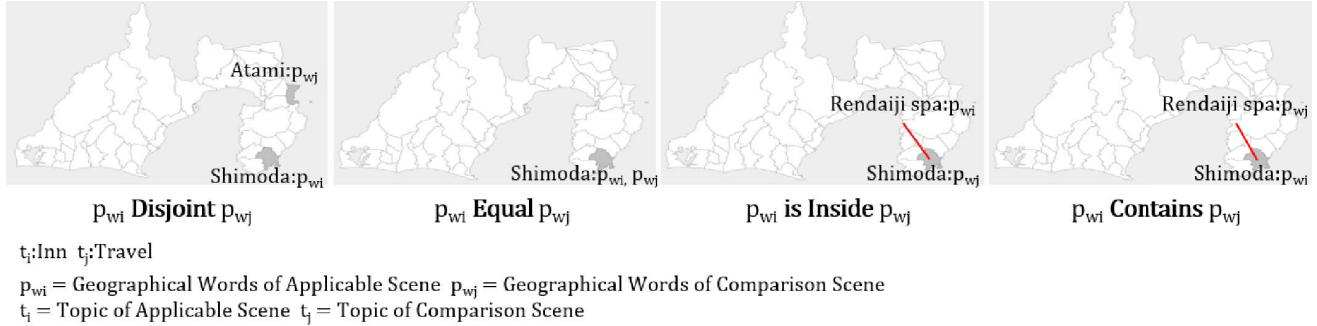 Atami:pwj
Shimoda:pwi
pwi Disjoint pwj
Shimoda:pwi, pwj
pwi Equal pwj
Rendaiji spa:pwi
Shimoda:pwj
pwi is Inside pwj
Rendaiji spa:pwj
Shimoda:pwi
pwi Contains pwj
ti:Inn tj:Travel
pwi = Geographical Words of Applicable Scene pwj = Geographical Words of Comparison Scene
ti = Topic of Applicable Scene tj = Topic of Comparison Scene